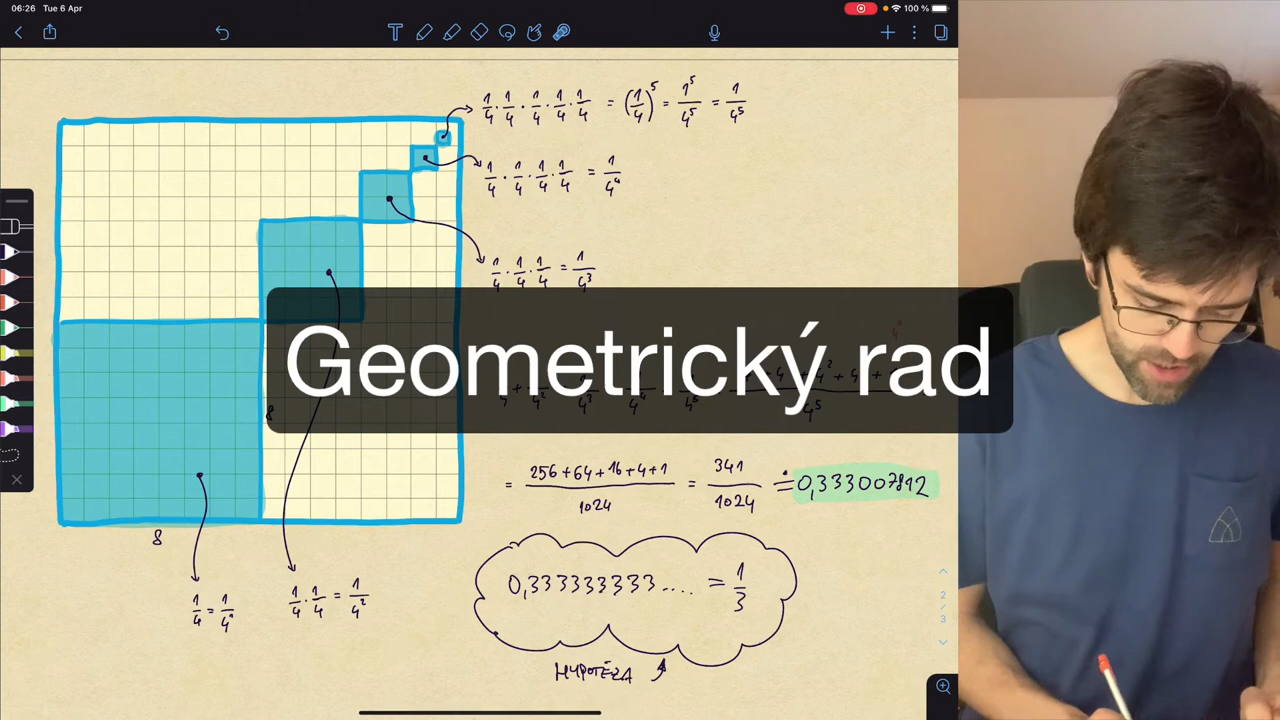 06:26 Tue 6 Apr
100 %
1/4 · 1/4 · 1/4 · 1/4 · 1/4 = (1/4)^5 = 1^5/4^5 = 1/4^5
1/4 · 1/4 · 1/4 · 1/4 = 1/4^4
1/4 · 1/4 · 1/4 = 1/4^3
Geometrický rad
8
= 256+64+16+4+1/1024 = 341/1024 ≐ 0,333007812
8
0,333333333.... = 1/3
1/4 = 1/4^1
1/4 · 1/4 = 1/4^2
HYPOTÉZA
2
/
3